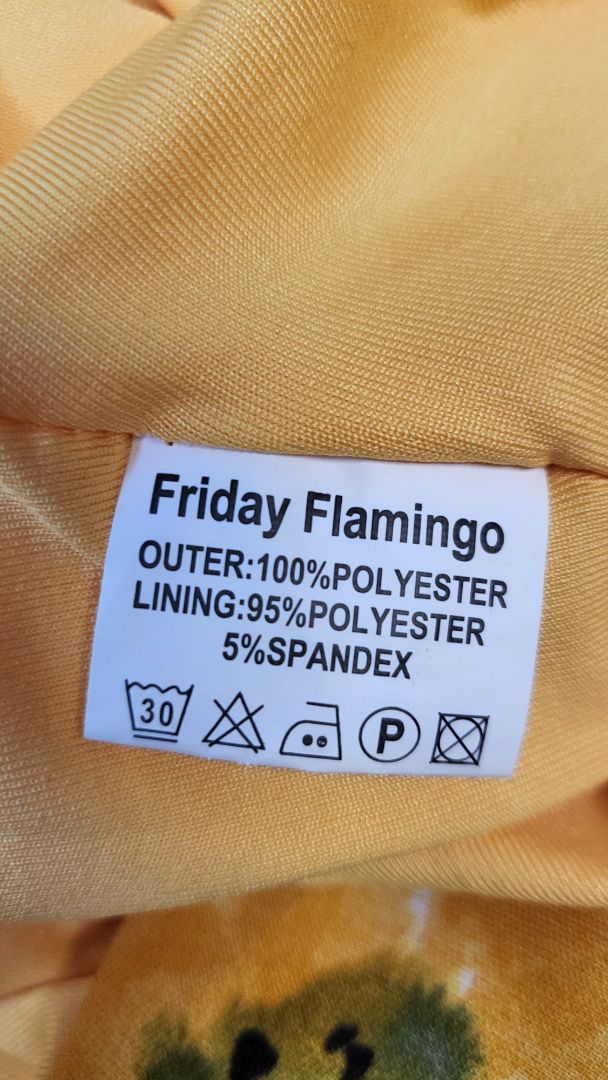 Friday Flamingo
OUTER:100%POLYESTER
LINING:95%POLYESTER
5%SPANDEX
30 P